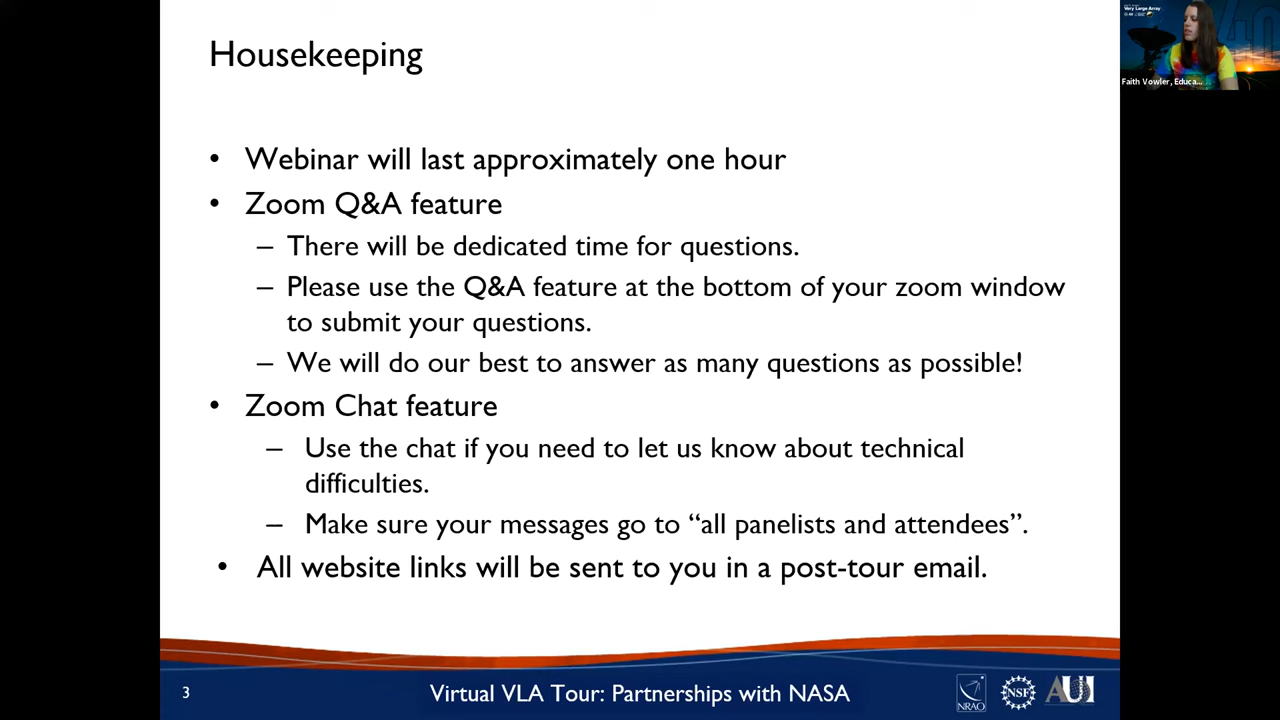 Housekeeping
• Webinar will last approximately one hour
• Zoom Q&A feature
– There will be dedicated time for questions.
– Please use the Q&A feature at the bottom of your zoom window
to submit your questions.
– We will do our best to answer as many questions as possible!
• Zoom Chat feature
– Use the chat if you need to let us know about technical
difficulties.
– Make sure your messages go to “all panelists and attendees”.
• All website links will be sent to you in a post-tour email.
3
Virtual VLA Tour: Partnerships with NASA
NRAO
NSF
AUI
Very Large Array
40
Faith Vowler, Educa...